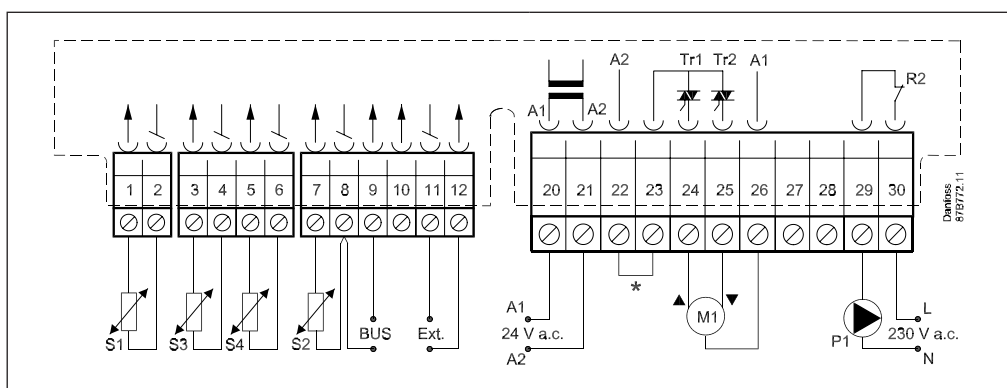 A2 Tr1 Tr2 A1
R2
A1 A2
1 2 3 4 5 6 7 8 9 10 11 12
20 21 22 23 24 25 26 27 28 29 30
Danfoss
87B772.11
*
A1 L
S1 S3 S4 S2 BUS Ext. 24 V a.c. M1 P1 230 V a.c.
A2 N